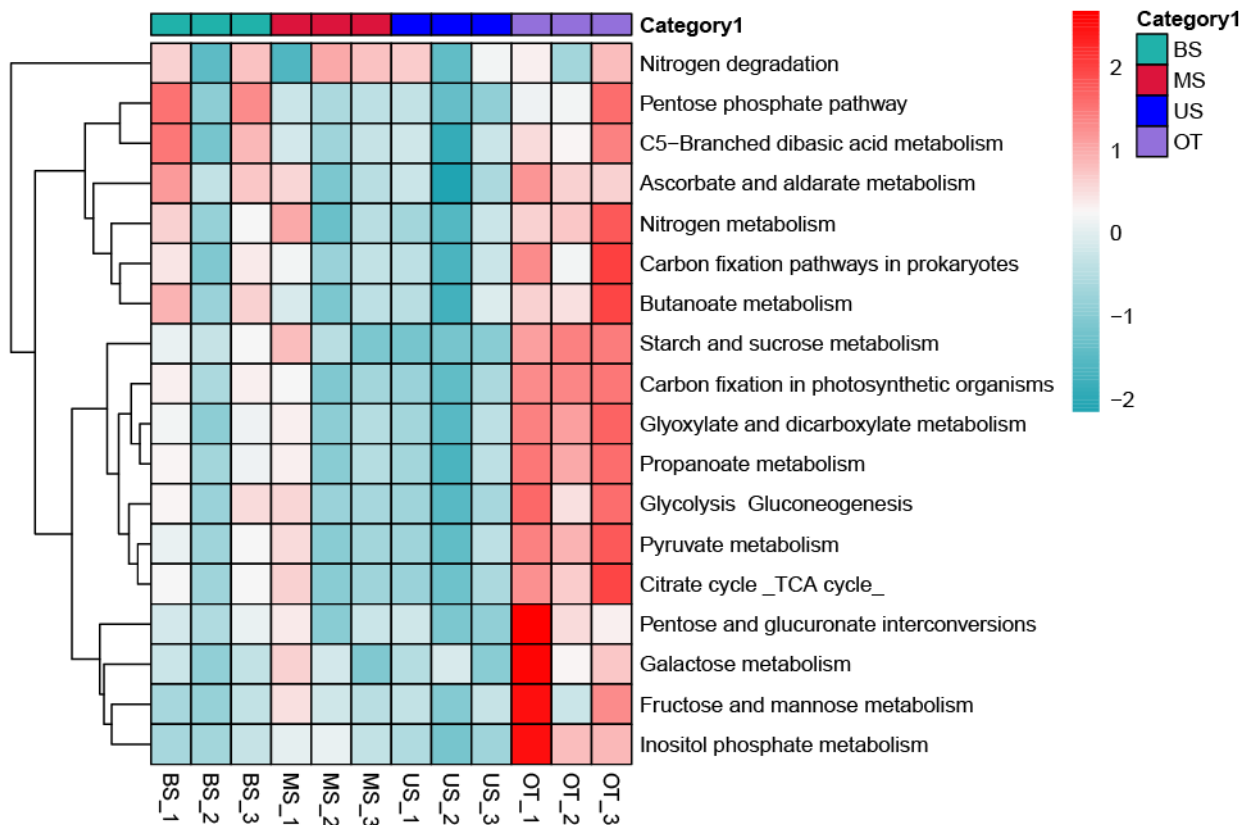 Category1
Nitrogen degradation
Pentose phosphate pathway
C5−Branched dibasic acid metabolism
Ascorbate and aldarate metabolism
Nitrogen metabolism
Carbon fixation pathways in prokaryotes
Butanoate metabolism
Starch and sucrose metabolism
Carbon fixation in photosynthetic organisms
Glyoxylate and dicarboxylate metabolism
Propanoate metabolism
Glycolysis  Gluconeogenesis
Pyruvate metabolism
Citrate cycle _TCA cycle_
Pentose and glucuronate interconversions
Galactose metabolism
Fructose and mannose metabolism
Inositol phosphate metabolism
BS_1
BS_2
BS_3
MS_1
MS_2
MS_3
US_1
US_2
US_3
OT_1
OT_2
OT_3
2
1
0
−1
−2
Category1
BS
MS
US
OT